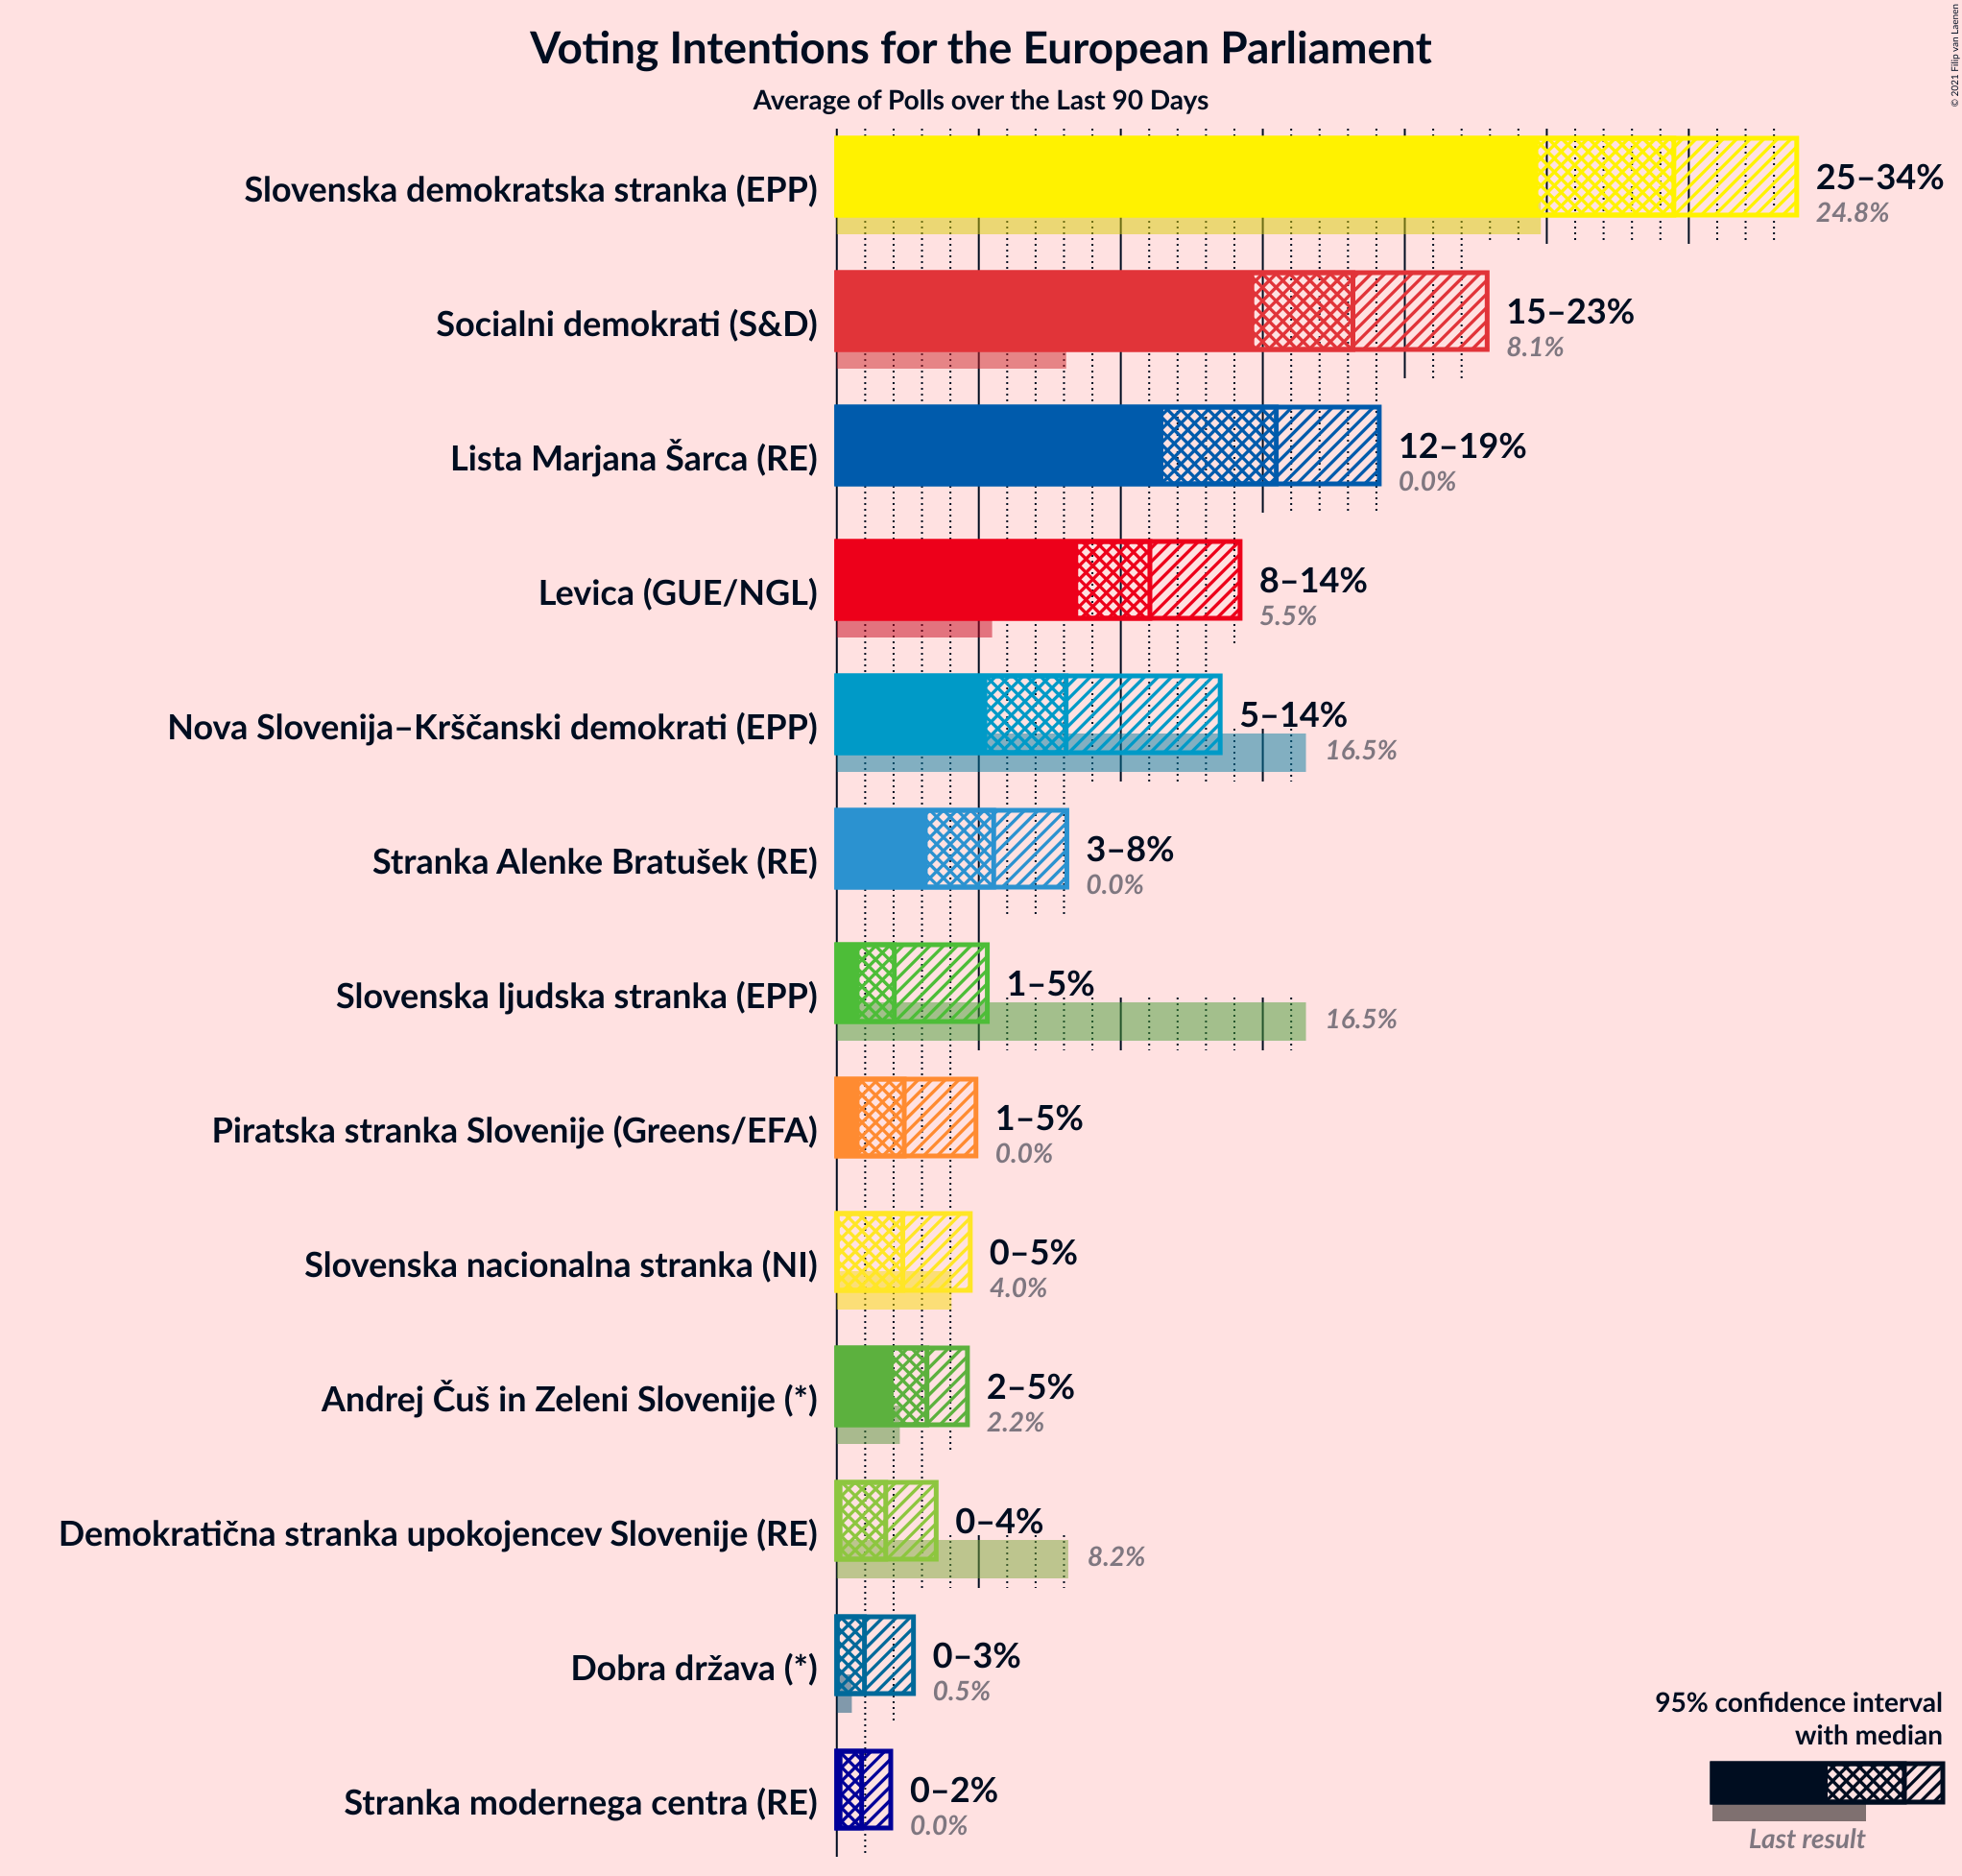 © 2021 Filip van Laenen
Voting Intentions for the European Parliament
Average of Polls over the Last 90 Days
Slovenska demokratska stranka (EPP)
25–34%
24.8%
Socialni demokrati (S&D)
15–23%
8.1%
Lista Marjana Šarca (RE)
12–19%
0.0%
Levica (GUE/NGL)
8–14%
5.5%
Nova Slovenija–Krščanski demokrati (EPP)
5–14%
16.5%
Stranka Alenke Bratušek (RE)
3–8%
0.0%
Slovenska ljudska stranka (EPP)
1–5%
16.5%
Piratska stranka Slovenije (Greens/EFA)
1–5%
0.0%
Slovenska nacionalna stranka (NI)
0–5%
4.0%
Andrej Čuš in Zeleni Slovenije (*)
2–5%
2.2%
Demokratična stranka upokojencev Slovenije (RE)
0–4%
8.2%
Dobra država (*)
0–3%
0.5%
Stranka modernega centra (RE)
0–2%
0.0%
95% confidence interval
with median
Last result